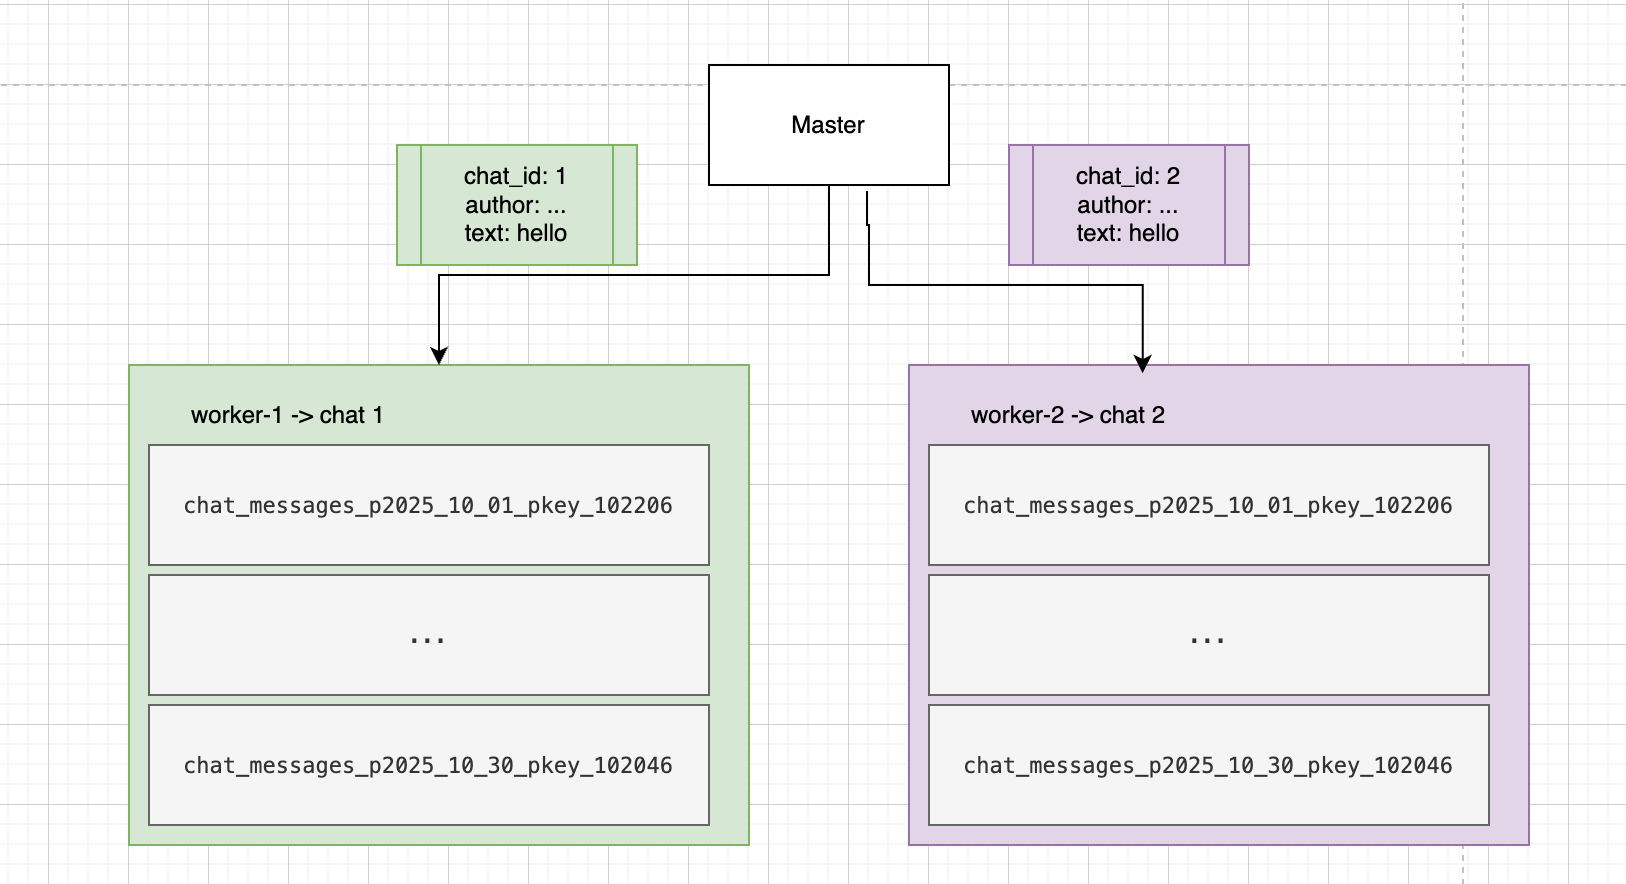 Master
chat_id: 1
author: ...
text: hello
chat_id: 2
author: ...
text: hello
worker-1 -> chat 1
chat_messages_p2025_10_01_pkey_102206
...
chat_messages_p2025_10_30_pkey_102046
worker-2 -> chat 2
chat_messages_p2025_10_01_pkey_102206
...
chat_messages_p2025_10_30_pkey_102046